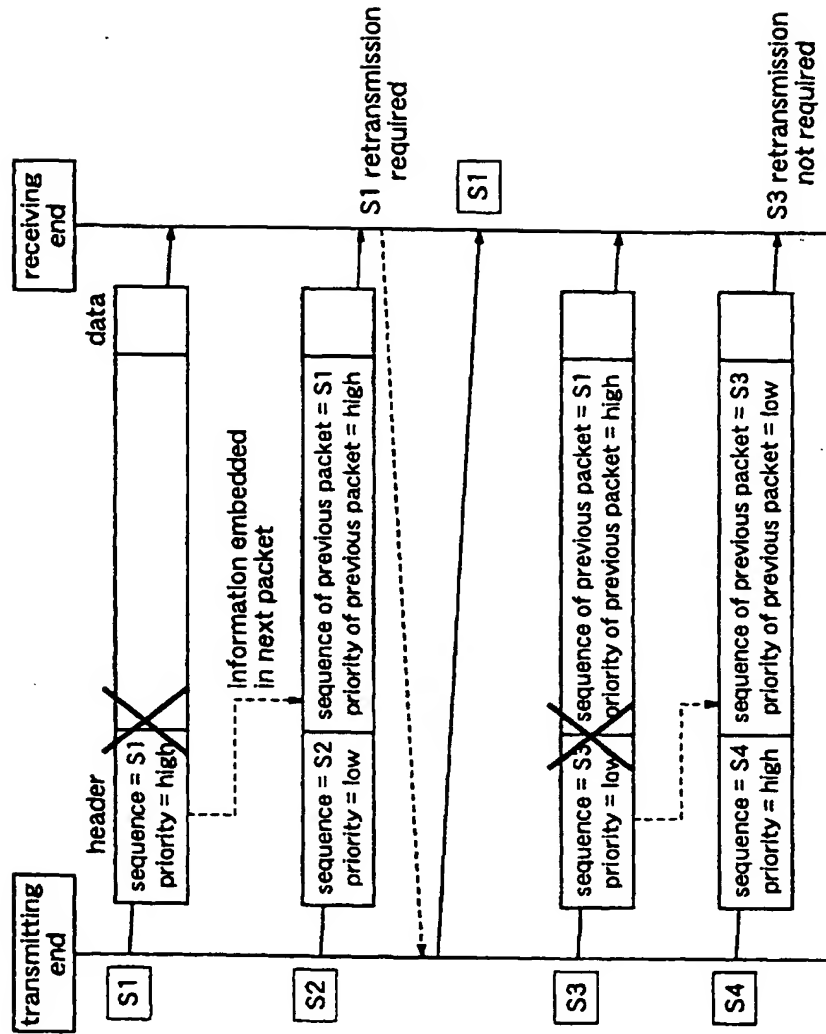 transmitting
end
receiving
end
header
data
S1
sequence = S1
priority = high
Information embedded
in next packet
S2
sequence = S2
priority = low
sequence of previous packet = S1
priority of previous packet = high
S1 retransmission
required
S1
S3
sequence = S3
priority = low
sequence of previous packet = S1
priority of previous packet = high
S4
sequence = S4
priority = high
sequence of previous packet = S3
priority of previous packet = low
S3 retransmission
not required